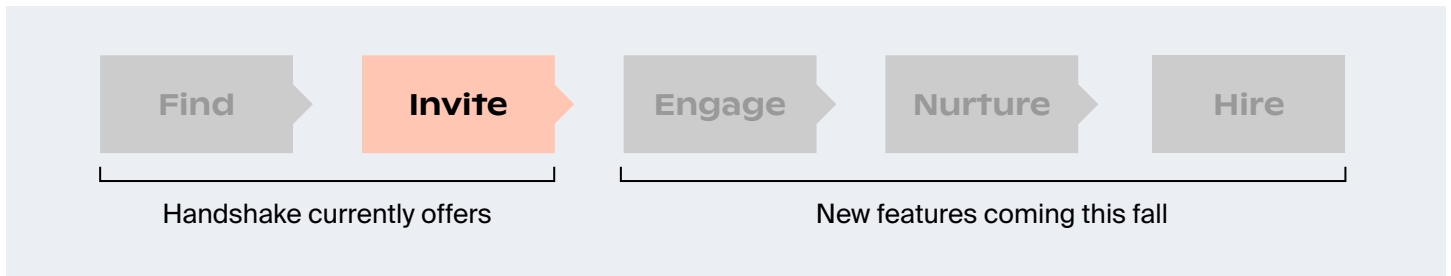 Find Invite Engage Nurture Hire
Handshake currently offers New features coming this fall